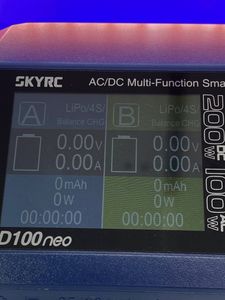 SKYRC AC/DC Multi-Function Sma
A LiPo/4S/
Balance CHG
0.00V
0.00A
0mAh
0W
00:00:00
B LiPo/4S/
Balance CHG
0.00V
0.00A
0mAh
0W
00:00:00
200W DC
100W
D100neo